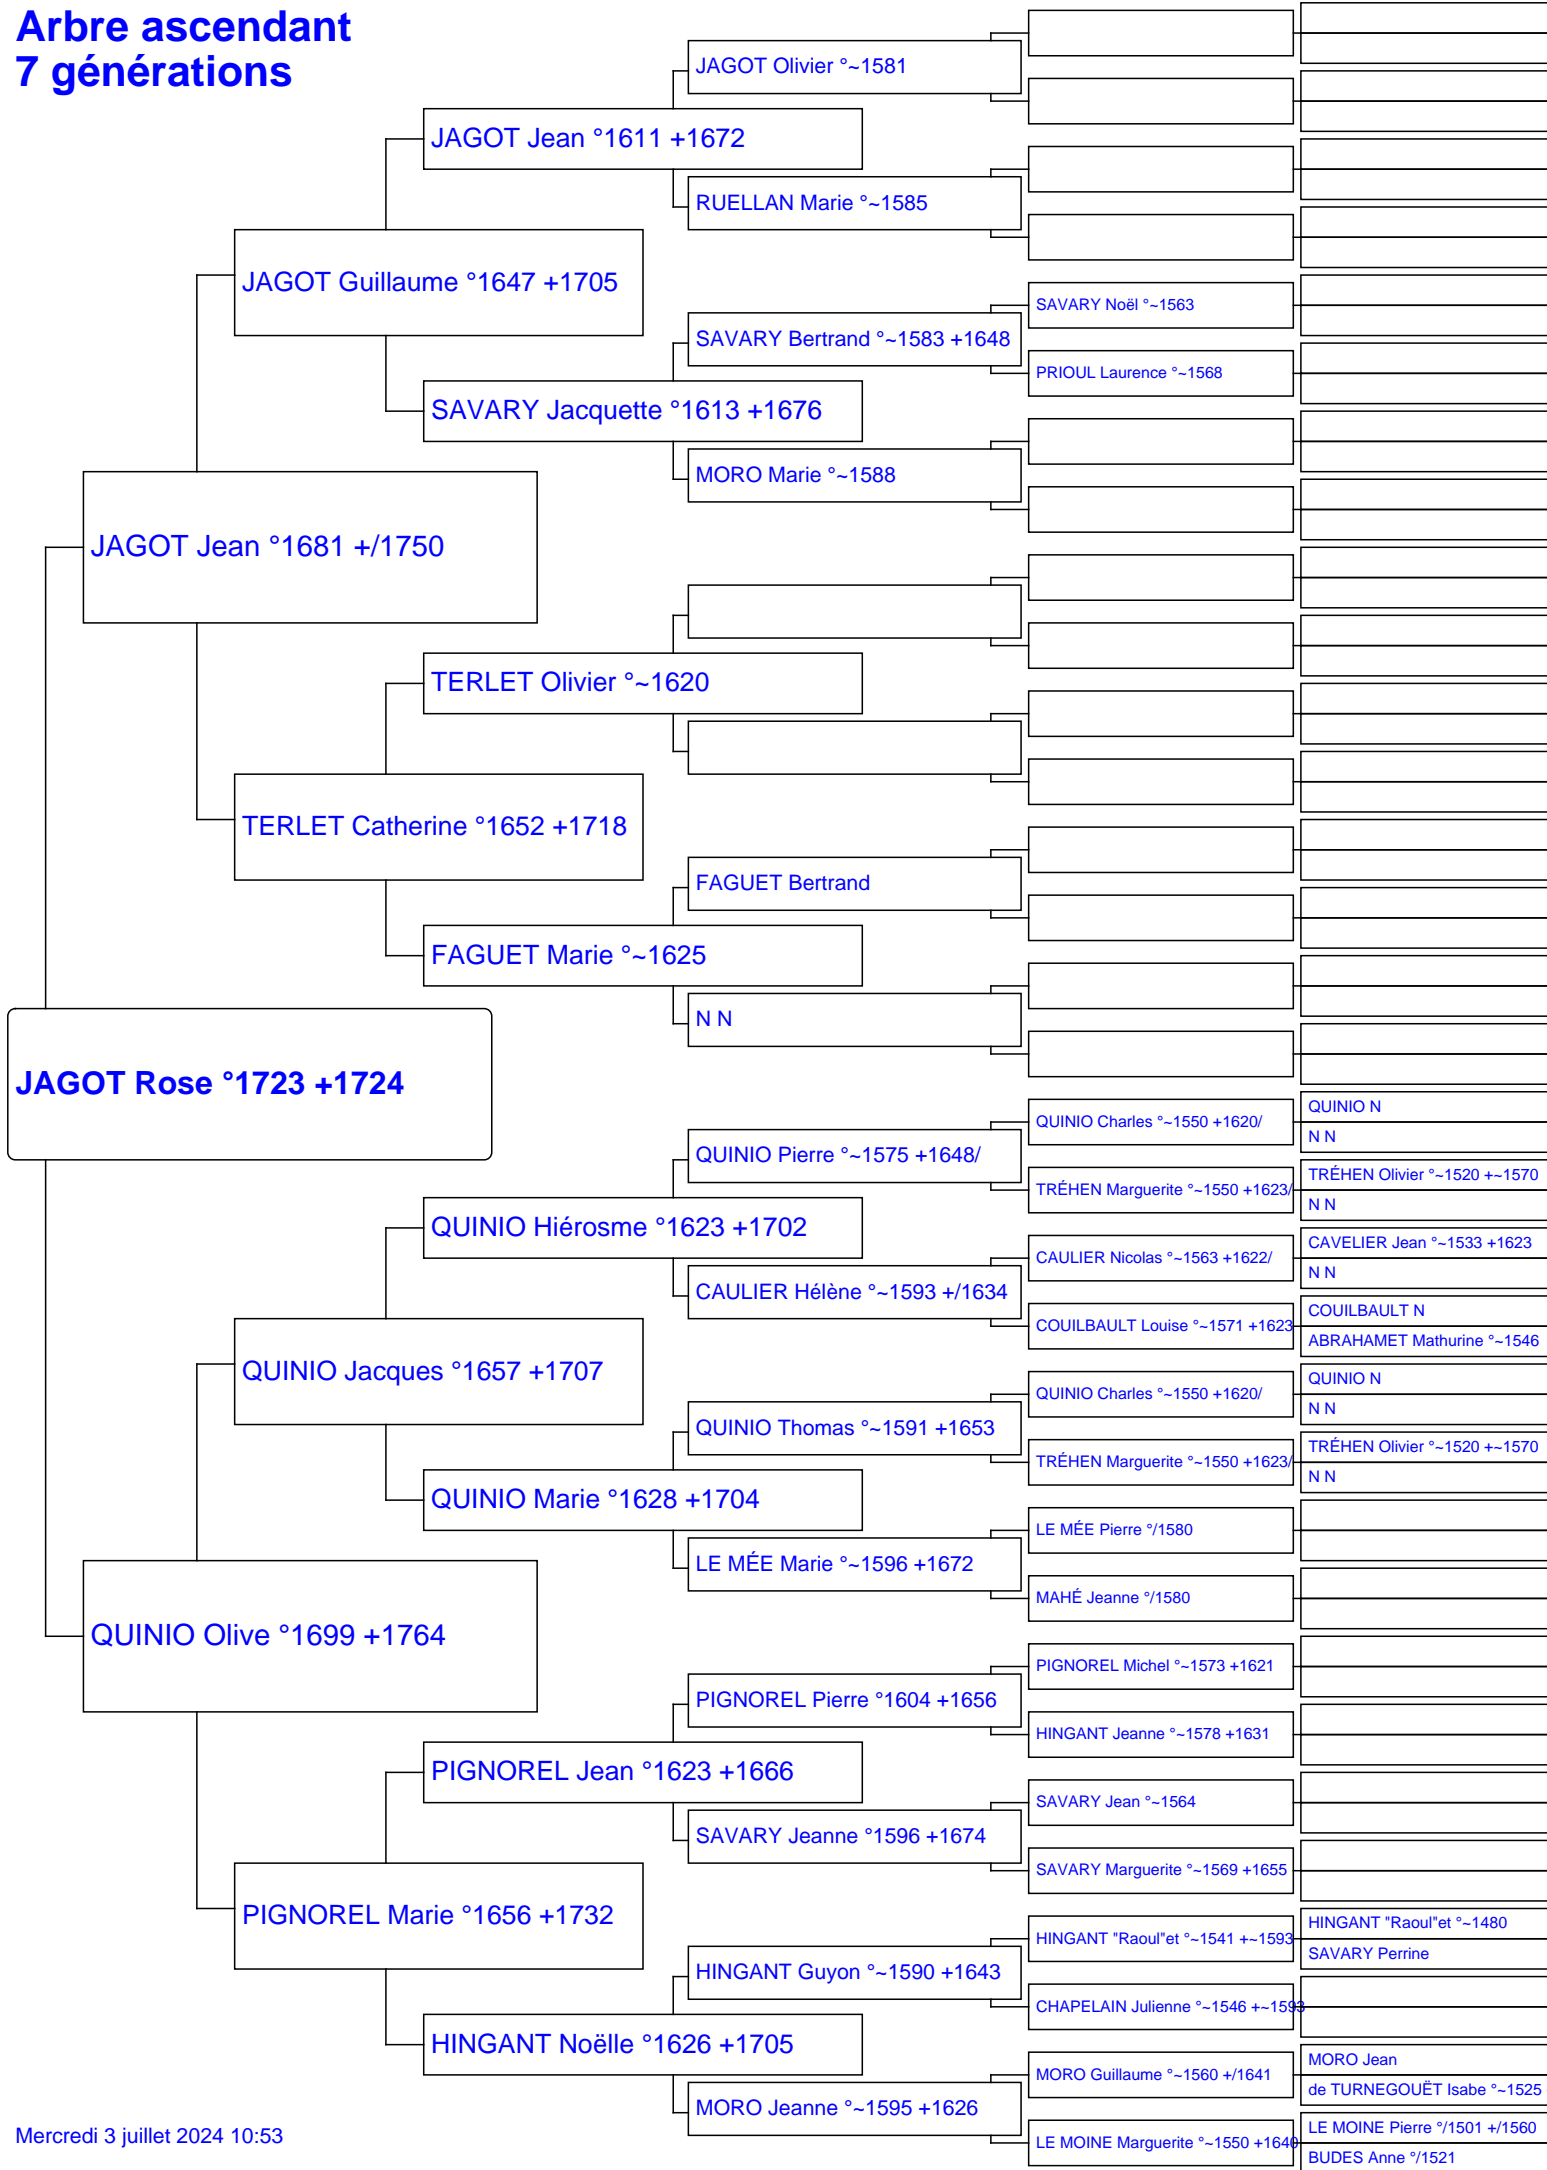 Arbre ascendant
7 générations
JAGOT Olivier °~1581
JAGOT Jean °1611 +1672
RUELLAN Marie °~1585
JAGOT Guillaume °1647 +1705
SAVARY Noël °~1563
SAVARY Bertrand °~1583 +1648
PRIOUL Laurence °~1568
SAVARY Jacquette °1613 +1676
MORO Marie °~1588
JAGOT Jean °1681 +/1750
TERLET Olivier °~1620
TERLET Catherine °1652 +1718
FAGUET Bertrand
FAGUET Marie °~1625
N N
JAGOT Rose °1723 +1724
QUINIO N
QUINIO Charles °~1550 +1620/
N N
QUINIO Pierre °~1575 +1648/
TRÉHEN Olivier °~1520 +~1570
TRÉHEN Marguerite °~1550 +1623/
N N
QUINIO Hiérosme °1623 +1702
CAVELIER Jean °~1533 +1623
CAULIER Nicolas °~1563 +1622/
N N
CAULIER Hélène °~1593 +/1634
COUILBAULT N
COUILBAULT Louise °~1571 +1623
ABRAHAMET Mathurine °~1546
QUINIO Jacques °1657 +1707
QUINIO N
QUINIO Charles °~1550 +1620/
N N
QUINIO Thomas °~1591 +1653
TRÉHEN Olivier °~1520 +~1570
TRÉHEN Marguerite °~1550 +1623/
N N
QUINIO Marie °1628 +1704
LE MÉE Pierre °/1580
LE MÉE Marie °~1596 +1672
MAHÉ Jeanne °/1580
QUINIO Olive °1699 +1764
PIGNOREL Michel °~1573 +1621
PIGNOREL Pierre °1604 +1656
HINGANT Jeanne °~1578 +1631
PIGNOREL Jean °1623 +1666
SAVARY Jean °~1564
SAVARY Jeanne °1596 +1674
SAVARY Marguerite °~1569 +1655
PIGNOREL Marie °1656 +1732
HINGANT "Raoul"et °~1480
HINGANT "Raoul"et °~1541 +~1593
SAVARY Perrine
HINGANT Guyon °~1590 +1643
CHAPELAIN Julienne °~1546 +~1593
HINGANT Noëlle °1626 +1705
MORO Jean
MORO Guillaume °~1560 +/1641
de TURNEGOUËT Isabe °~1525
MORO Jeanne °~1595 +1626
LE MOINE Pierre °/1501 +/1560
LE MOINE Marguerite °~1550 +1640
BUDES Anne °/1521
Mercredi 3 juillet 2024 10:53